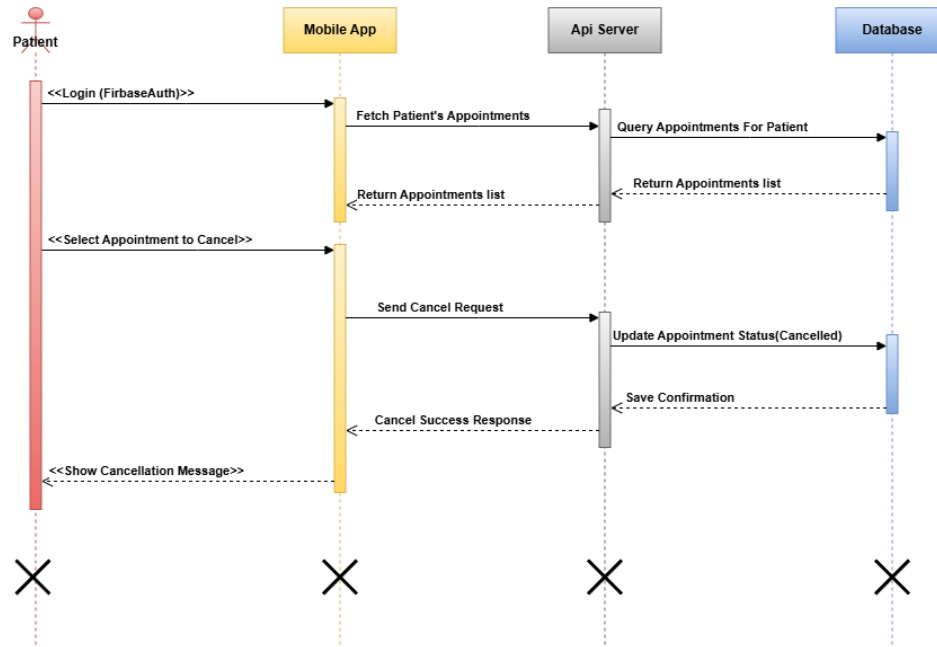 Patient
Mobile App
Api Server
Database
<<Login (FirbaseAuth)>>
Fetch Patient's Appointments
Query Appointments For Patient
Return Appointments list
Return Appointments list
<<Select Appointment to Cancel>>
Send Cancel Request
Update Appointment Status(Cancelled)
Save Confirmation
Cancel Success Response
<<Show Cancellation Message>>